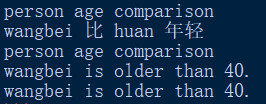 person age comparison
wangbei 比 huan 年轻
person age comparison
wangbei is older than 40.
wangbei is older than 40.